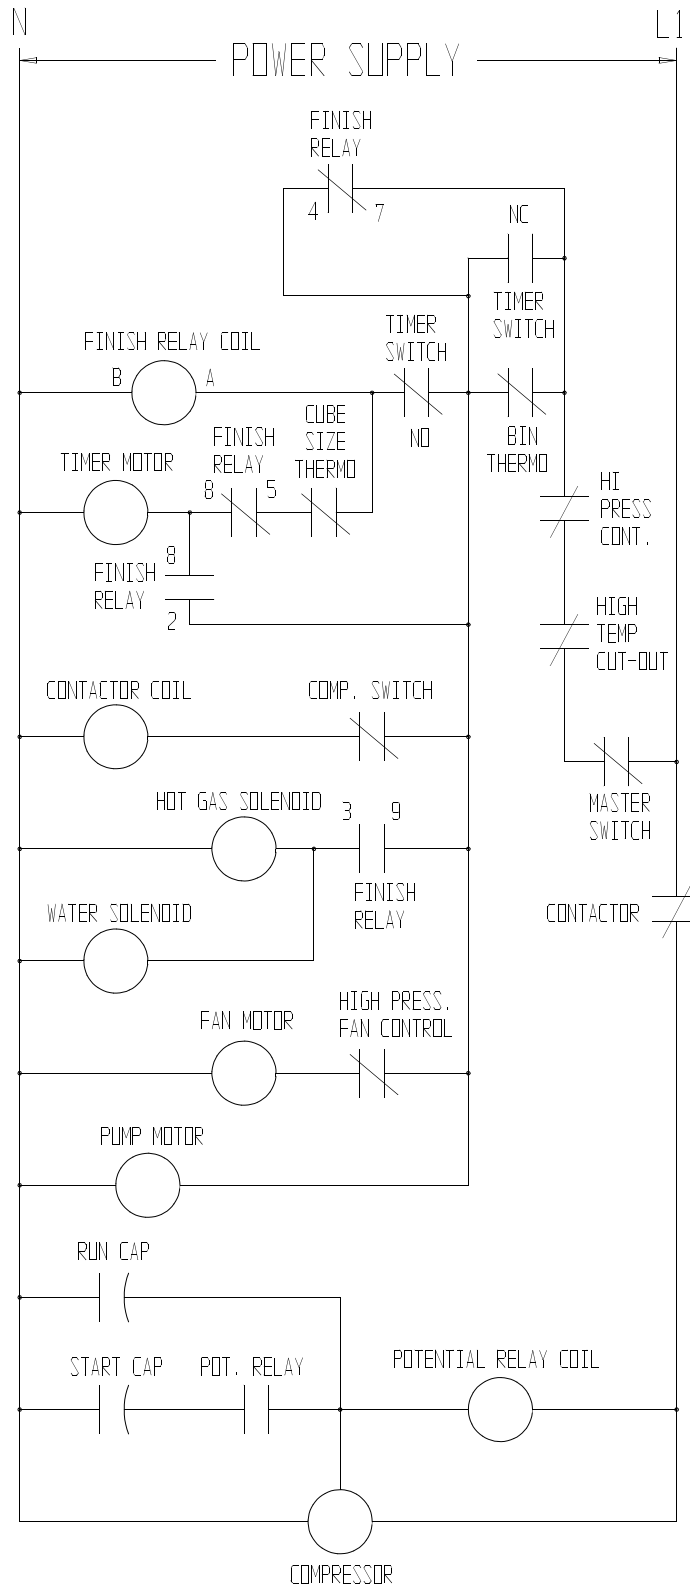 N
L1
POWER SUPPLY
FINISH
RELAY
4
7
NC
TIMER
SWITCH
TIMER
SWITCH
FINISH RELAY COIL
B
A
NO
BIN
THERMO
CUBE
SIZE
THERMO
FINISH
RELAY
8
5
TIMER MOTOR
HI
PRESS
CONT.
8
FINISH
RELAY
2
HIGH
TEMP
CUT-OUT
CONTACTOR COIL
COMP. SWITCH
MASTER
SWITCH
HOT GAS SOLENOID
3
9
FINISH
RELAY
WATER SOLENOID
CONTACTOR
FAN MOTOR
HIGH PRESS.
FAN CONTROL
PUMP MOTOR
RUN CAP
START CAP
POT. RELAY
POTENTIAL RELAY COIL
COMPRESSOR